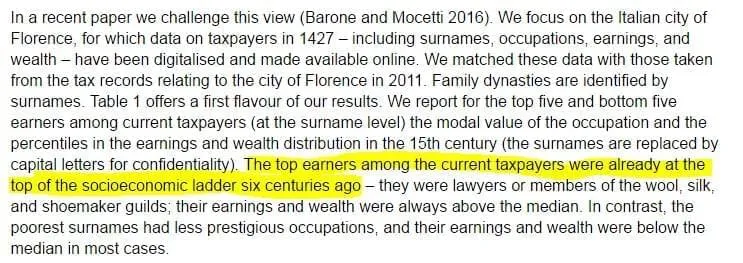 In a recent paper we challenge this view (Barone and Mocetti 2016). We focus on the Italian city of
Florence, for which data on taxpayers in 1427 – including surnames, occupations, earnings, and
wealth – have been digitalised and made available online. We matched these data with those taken
from the tax records relating to the city of Florence in 2011. Family dynasties are identified by
surnames. Table 1 offers a first flavour of our results. We report for the top five and bottom five
earners among current taxpayers (at the surname level) the modal value of the occupation and the
percentiles in the earnings and wealth distribution in the 15th century (the surnames are replaced by
capital letters for confidentiality). The top earners among the current taxpayers were already at the
top of the socioeconomic ladder six centuries ago – they were lawyers or members of the wool, silk,
and shoemaker guilds; their earnings and wealth were always above the median. In contrast, the
poorest surnames had less prestigious occupations, and their earnings and wealth were below the
median in most cases.